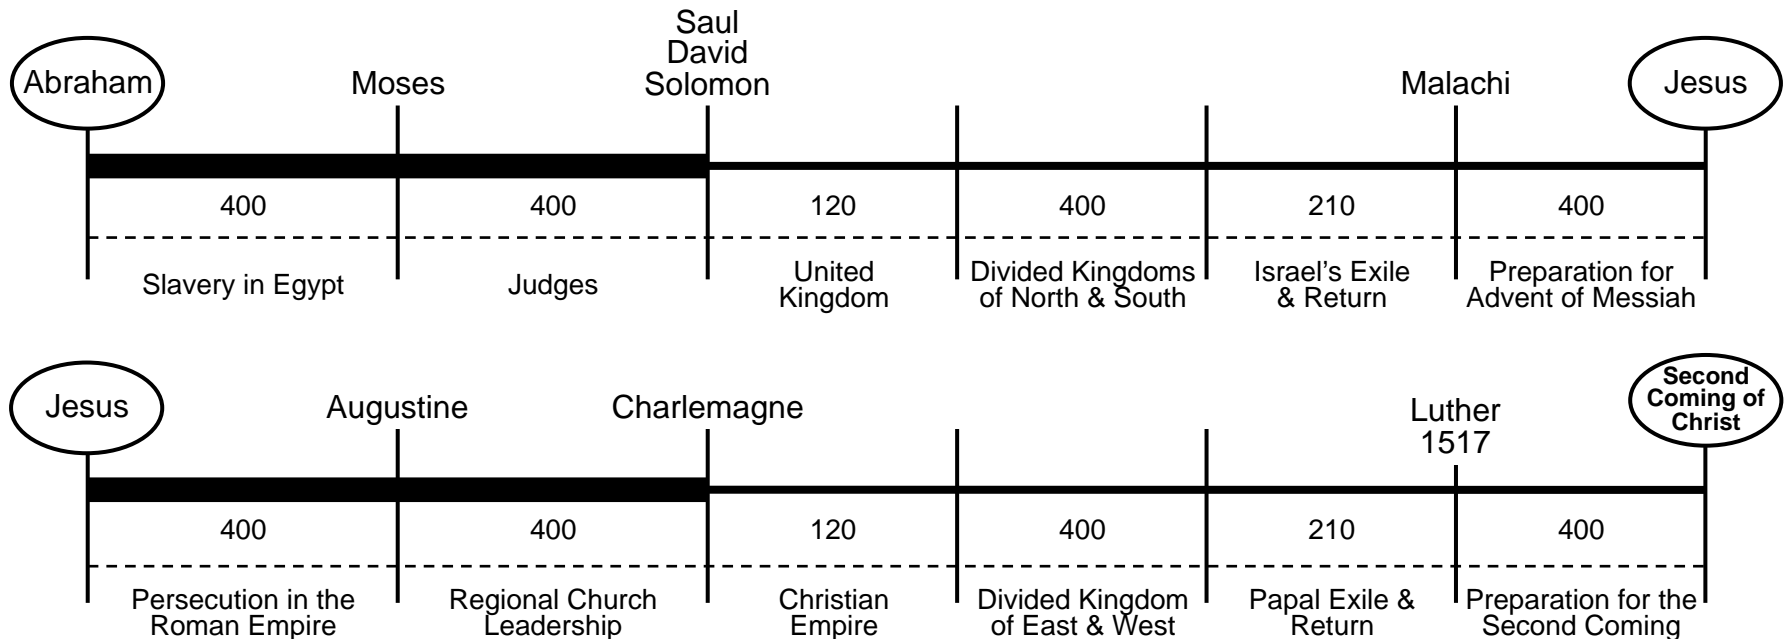 Saul
David
Abraham Moses Solomon Malachi Jesus
400 400 120 400 210 400
Slavery in Egypt
Judges
United
Kingdom
Divided Kingdoms
of North & South
Israel’s Exile
& Return
Preparation for
Advent of Messiah
Jesus
Augustine
Charlemagne
Luther
1517
Second
Coming of
Christ
400 400 120 400 210 400
Persecution in the
Roman Empire
Regional Church
Leadership
Christian
Empire
Divided Kingdom
of East & West
Papal Exile &
Return
Preparation for the
Second Coming